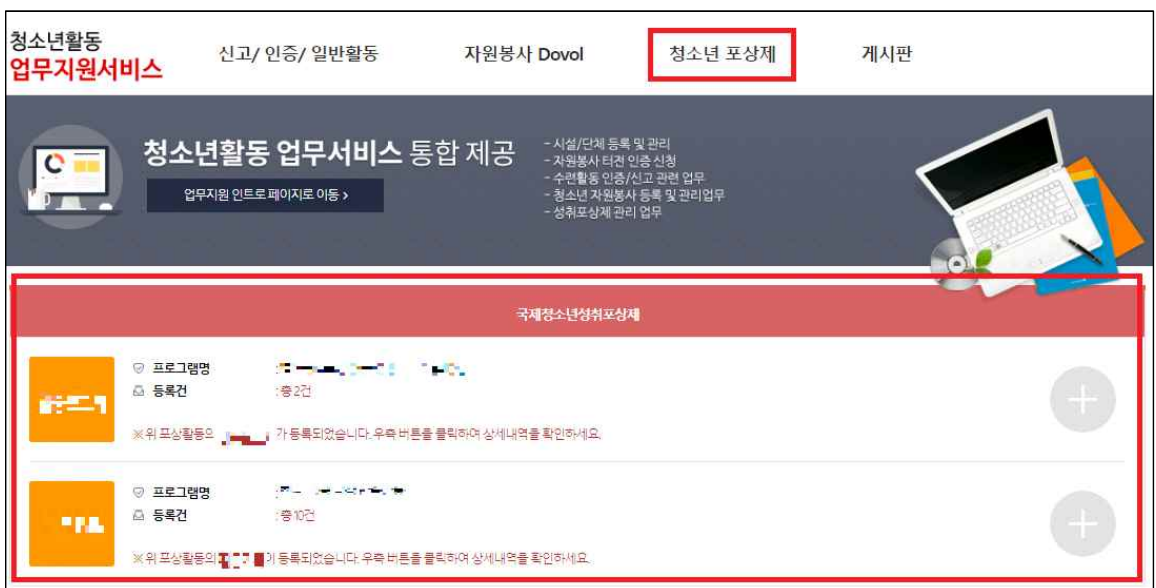 청소년활동
업무지원서비스
신고/ 인증/ 일반활동
자원봉사 Dovol
청소년 포상제
게시판
청소년활동 업무서비스 통합 제공
업무지원 인트로 페이지로 이동 >
- 시설/단체 등록 및 관리
- 자원봉사 터전 인증 신청
- 수련활동 인증/신고 관련 업무
- 청소년 자원봉사 등록 및 관리업무
- 성취포상제 관리 업무
국제청소년성취포상제
프로그램명 :
등록건 : 총 2건
※ 위 포상활동의 가 등록되었습니다. 우측 버튼을 클릭하여 상세내역을 확인하세요.
프로그램명 :
등록건 : 총 10건
※ 위 포상활동의 이 등록되었습니다. 우측 버튼을 클릭하여 상세내역을 확인하세요.